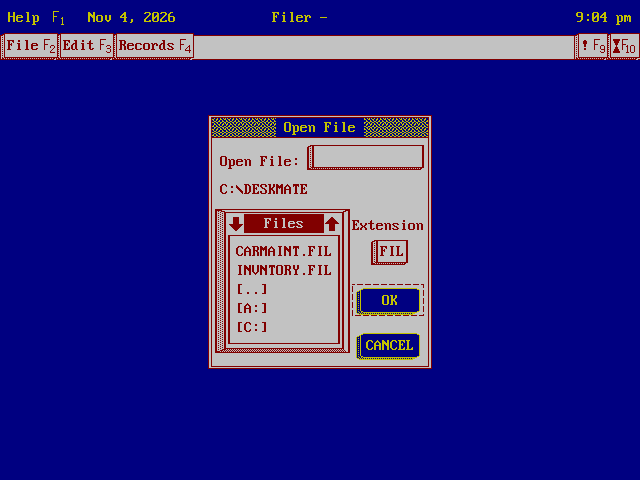 Help F1 Nov 4, 2026 Filer – 9:04 pm
File F2 Edit F3 Records F4 ! F9 F10
Open File
Open File:
C:\DESKMATE
Files
Extension
CARMAINT.FIL
FIL
INVNTORY.FIL
[..]
OK
[A:]
[C:]
CANCEL